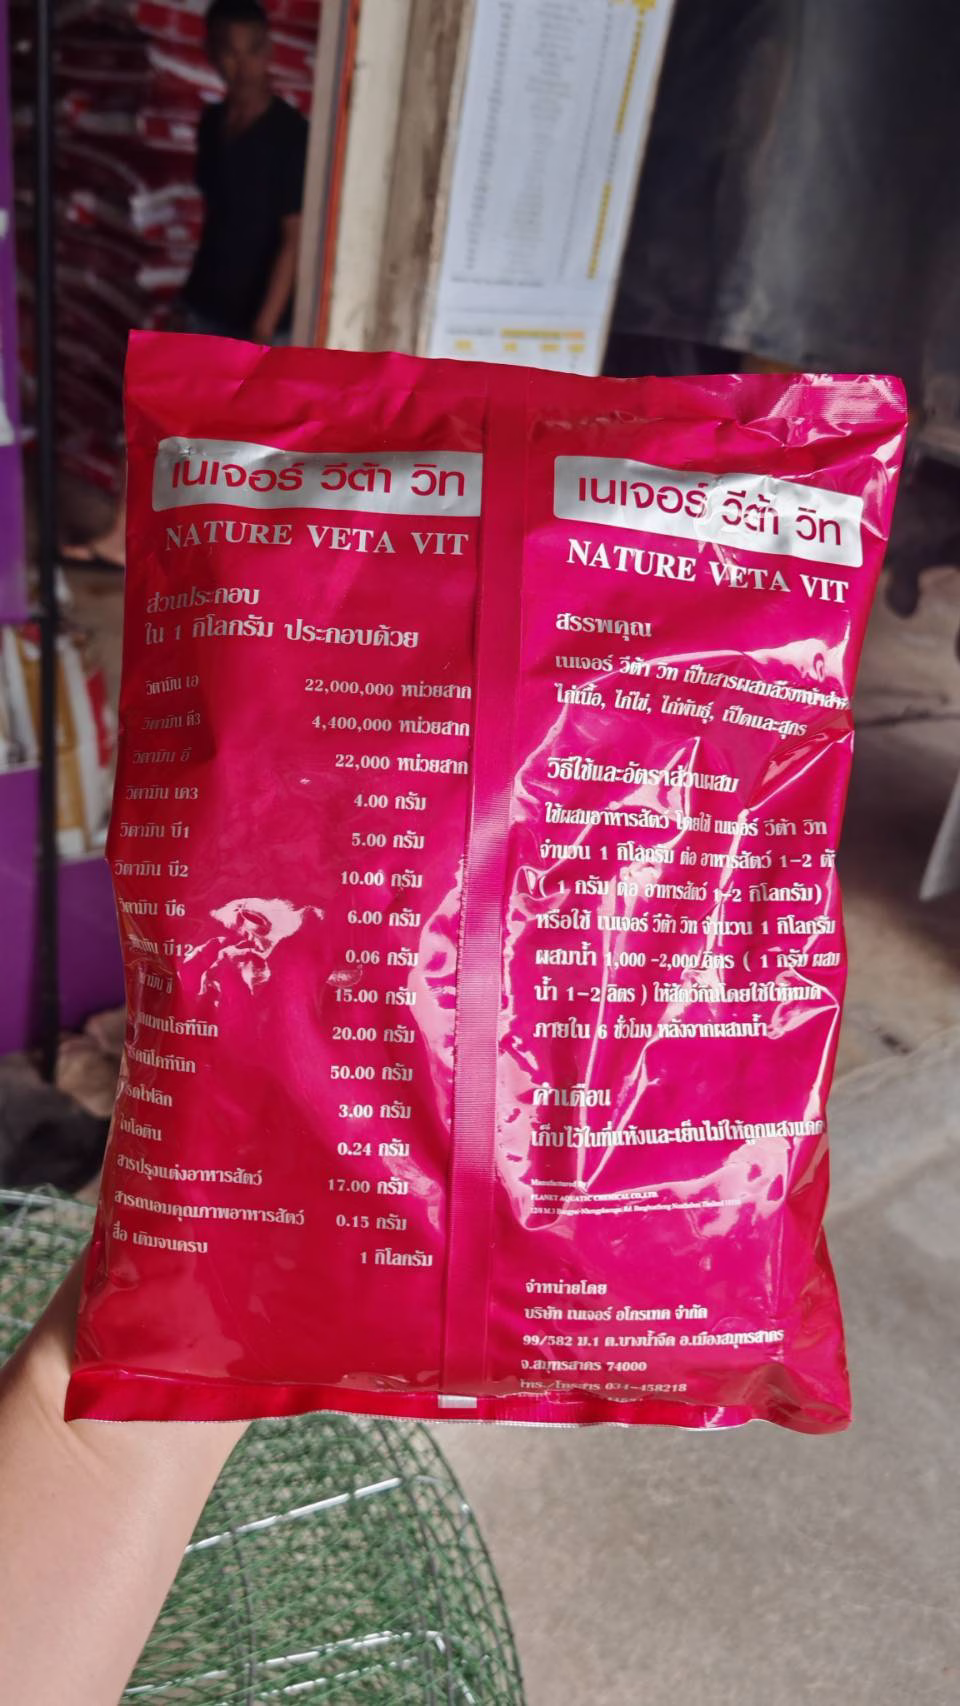 เนเจอร์ วีต้า วิท
NATURE VETA VIT
ส่วนประกอบ
ใน 1 กิโลกรัม ประกอบด้วย
วิตามิน เอ 22,000,000 หน่วยสาก
วิตามิน ดี3 4,400,000 หน่วยสาก
วิตามิน อี 22,000 หน่วยสาก
วิตามิน เค3 4.00 กรัม
วิตามิน บี1 5.00 กรัม
วิตามิน บี2 10.00 กรัม
วิตามิน บี6 6.00 กรัม
บี12 0.06 กรัม
ซี 15.00 กรัม
20.00 กรัม
50.00 กรัม
3.00 กรัม
ไบโอติน 0.24 กรัม
สารปรุงแต่งอาหารสัตว์ 17.00 กรัม
สารถนอมคุณภาพอาหารสัตว์ 0.15 กรัม
สื่อ เติมจนครบ 1 กิโลกรัม
เนเจอร์ วีต้า วิท
NATURE VETA VIT
สรรพคุณ
เนเจอร์ วีต้า วิท เป็นสารผสมล่วงหน้า
ไก่เนื้อ, ไก่ไข่, ไก่พันธุ์, เป็ดและสุกร
วิธีใช้และอัตราส่วนผสม
ใช้ผสมอาหารสัตว์ โดยใช้ เนเจอร์ วีต้า วิท
จำนวน 1 กิโลกรัม ต่อ อาหารสัตว์ 1-2
( 1 กรัม ต่อ อาหารสัตว์ 1-2 กิโลกรัม)
หรือใช้ เนเจอร์ วีต้า วิท จำนวน 1 กิโลกรัม
ผสมน้ำ 1,000 -2,000 ลิตร ( 1 กรัม ผสม
น้ำ 1-2 ลิตร ) ให้สัตว์กินโดยใช้ให้หมด
ภายใน 6 ชั่วโมง หลังจากผสมน้ำ
คำเตือน
เก็บไว้ในที่แห้งและเย็นไม่ให้ถูกแสงแดด
Manufactured By
PLANET AQUATIC CHEMICAL CO.,LTD.
จำหน่ายโดย
บริษัท เนเจอร์ อโกรเทค จำกัด
99/582 ม.1 ต.บางน้ำจืด อ.เมืองสมุทรสาคร
จ.สมุทรสาคร 74000
โทร./โทรสาร 034-458218